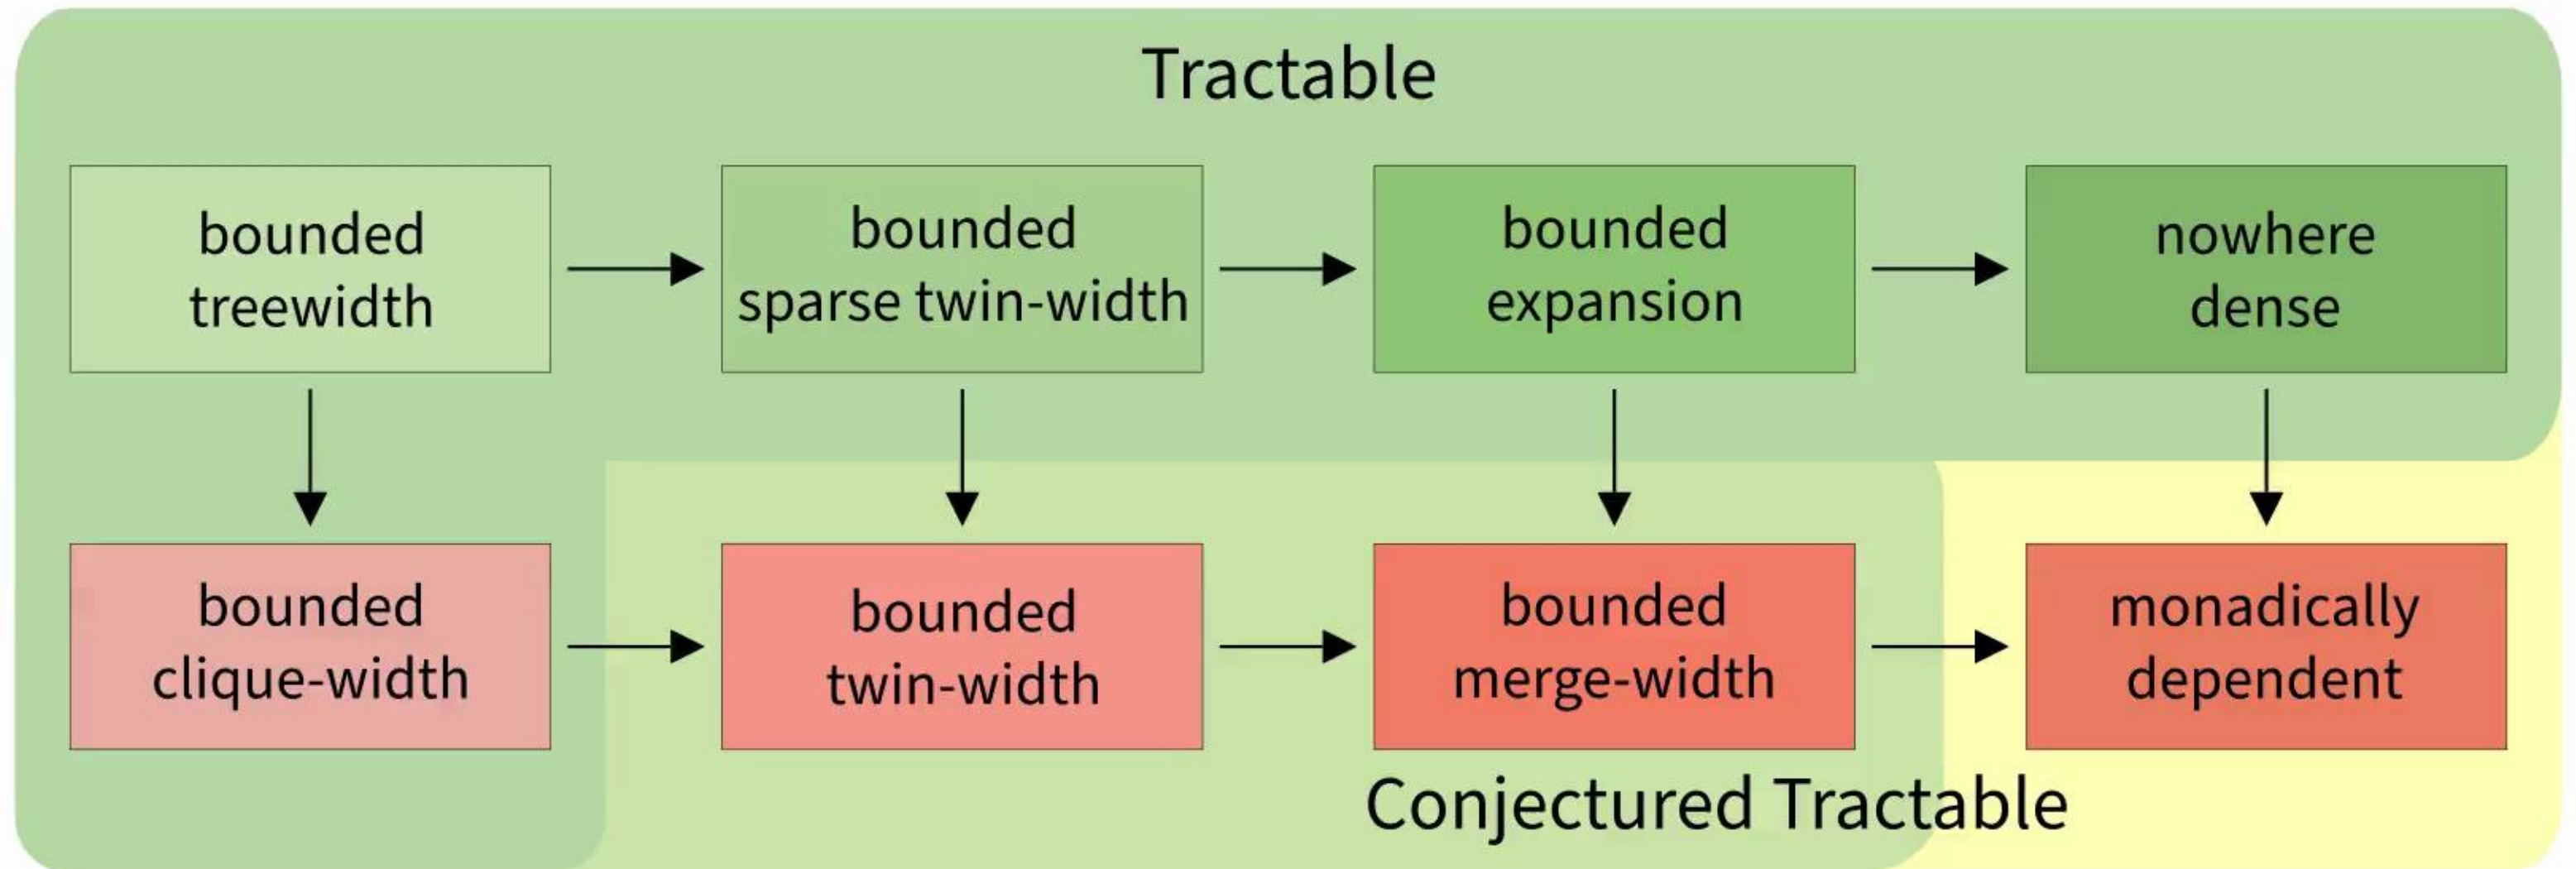 Tractable
bounded
treewidth
bounded
sparse twin-width
bounded
expansion
nowhere
dense
bounded
clique-width
bounded
twin-width
bounded
merge-width
monadically
dependent
Conjectured Tractable